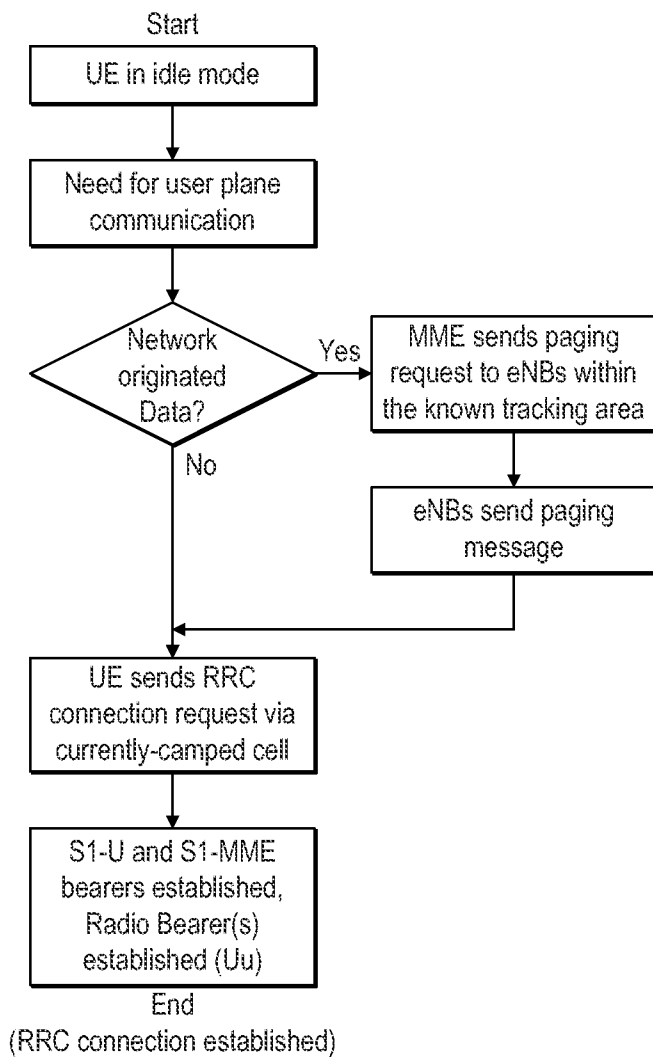 Start
UE in idle mode
Need for user plane
communication
Network
originated
Data?
Yes
MME sends paging
request to eNBs within
the known tracking area
No
eNBs send paging
message
UE sends RRC
connection request via
currently-camped cell
S1-U and S1-MME
bearers established,
Radio Bearer(s)
established (Uu)
End
(RRC connection established)